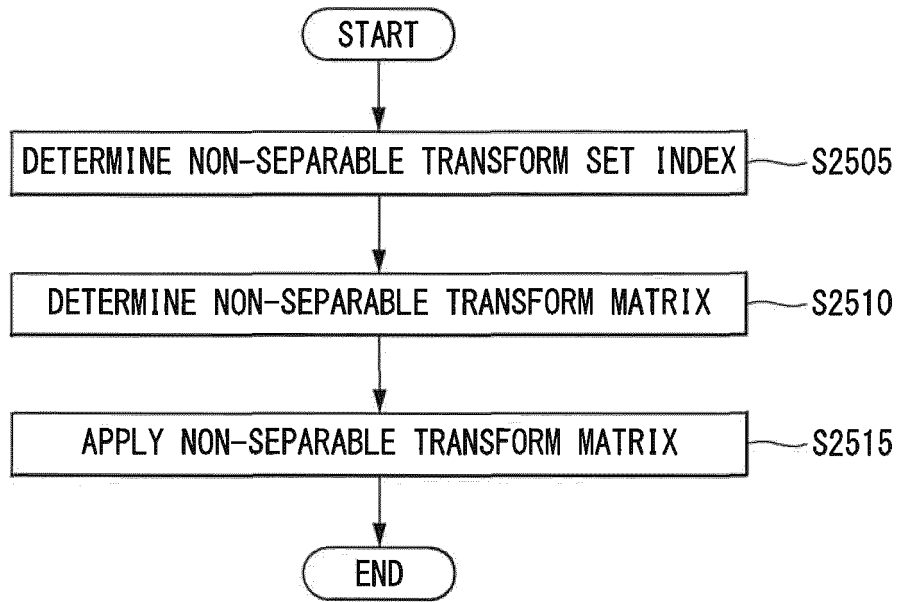 START
DETERMINE NON-SEPARABLE TRANSFORM SET INDEX S2505
DETERMINE NON-SEPARABLE TRANSFORM MATRIX S2510
APPLY NON-SEPARABLE TRANSFORM MATRIX S2515
END